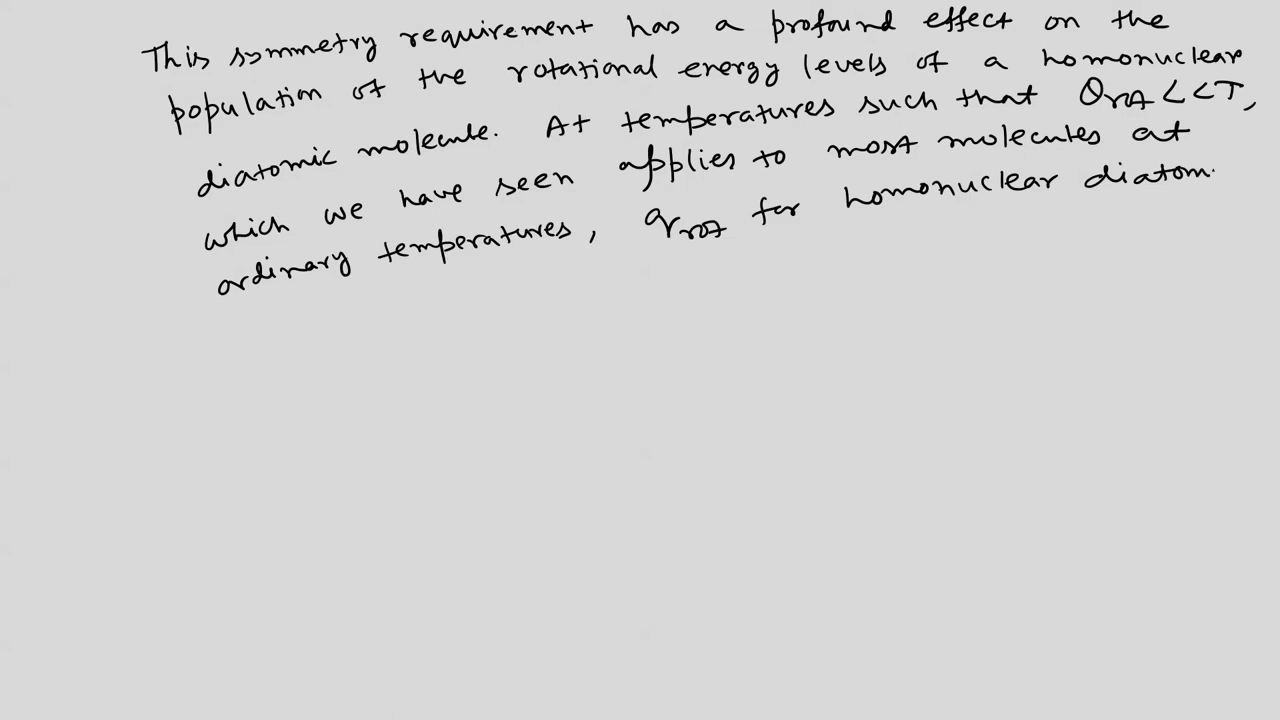 This symmetry requirement has a profound effect on the
population of the rotational energy levels of a homonuclear
diatomic molecule. At temperatures such that Θrot << T,
which we have seen applies to most molecules at
ordinary temperatures, qrot for homonuclear diatom.